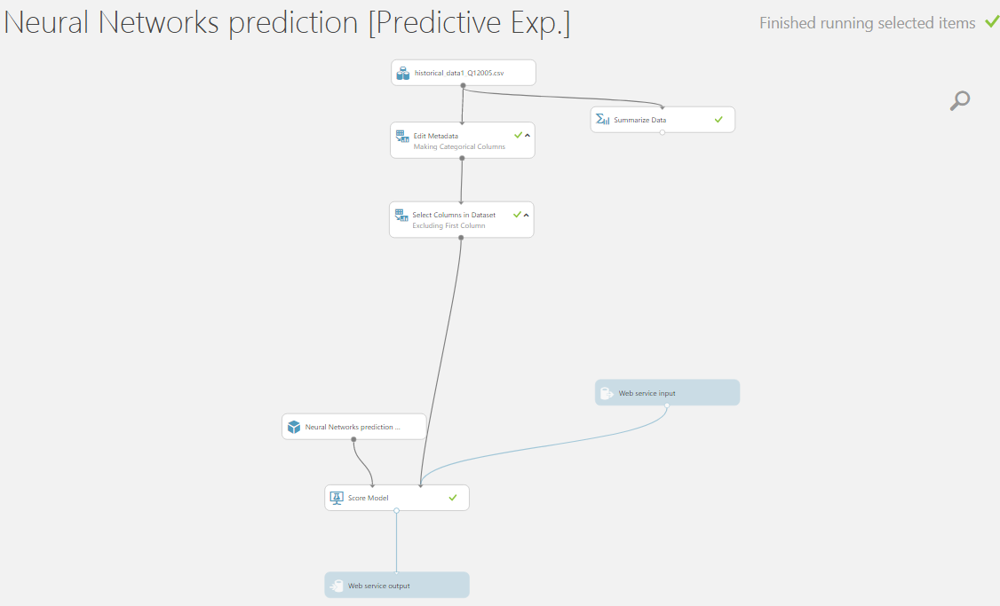 Neural Networks prediction [Predictive Exp.]
Finished running selected items
historical_data1_Q12005.csv
Summarize Data
Edit Metadata
Making Categorical Columns
Select Columns in Dataset
Excluding First Column
Web service input
Neural Networks prediction ...
Score Model
Web service output